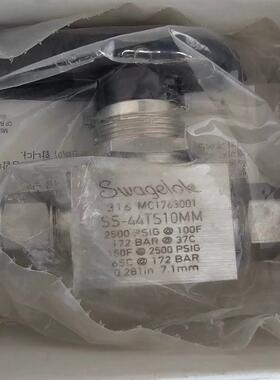 Swagelok
316 MC1763001
SS-44TS10MM
2500 PSIG @ 100F
172 BAR @ 37C
150F @ 2500 PSIG
65C @ 172 BAR
0.281in 7.1mm